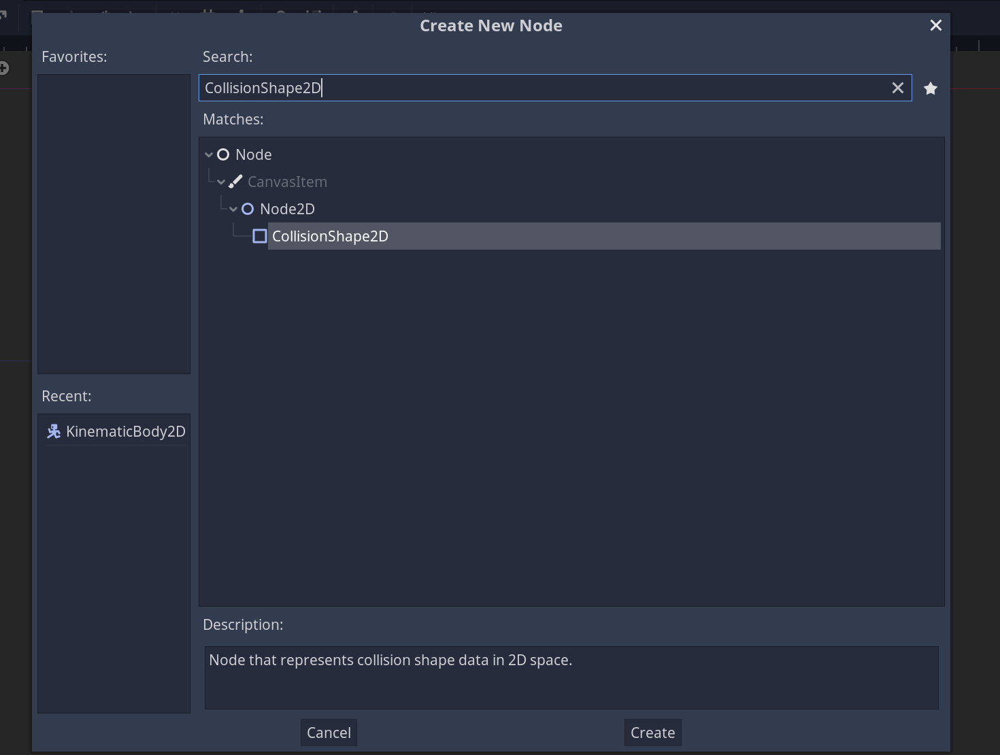 Create New Node
Favorites:
Search:
CollisionShape2D
Matches:
Node
CanvasItem
Node2D
CollisionShape2D
Recent:
KinematicBody2D
Description:
Node that represents collision shape data in 2D space.
Cancel
Create